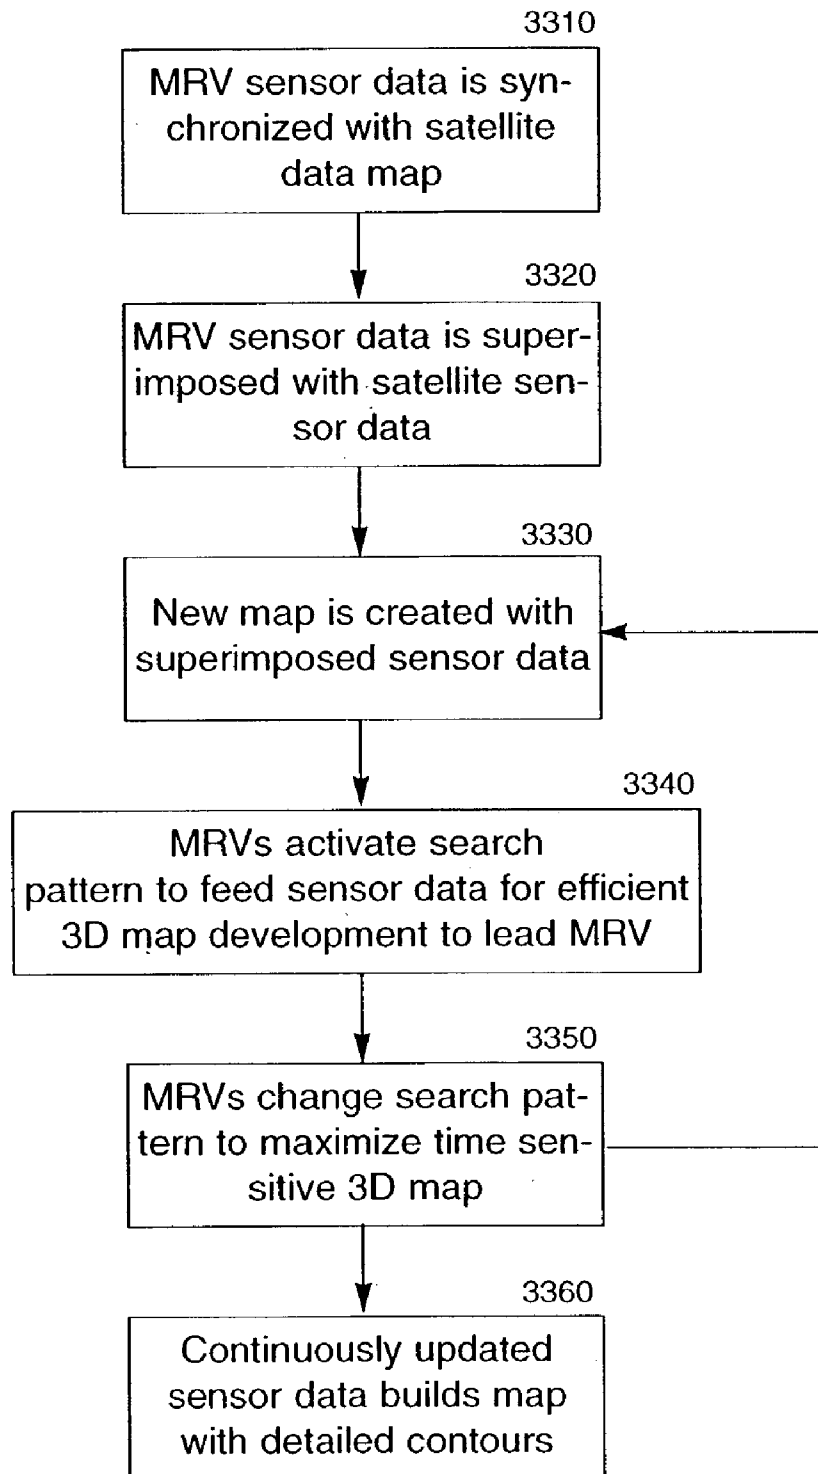 3310
MRV sensor data is syn-
chronized with satellite
data map
3320
MRV sensor data is super-
imposed with satellite sen-
sor data
3330
New map is created with
superimposed sensor data
3340
MRVs activate search
pattern to feed sensor data for efficient
3D map development to lead MRV
3350
MRVs change search pat-
tern to maximize time sen-
sitive 3D map
3360
Continuously updated
sensor data builds map
with detailed contours